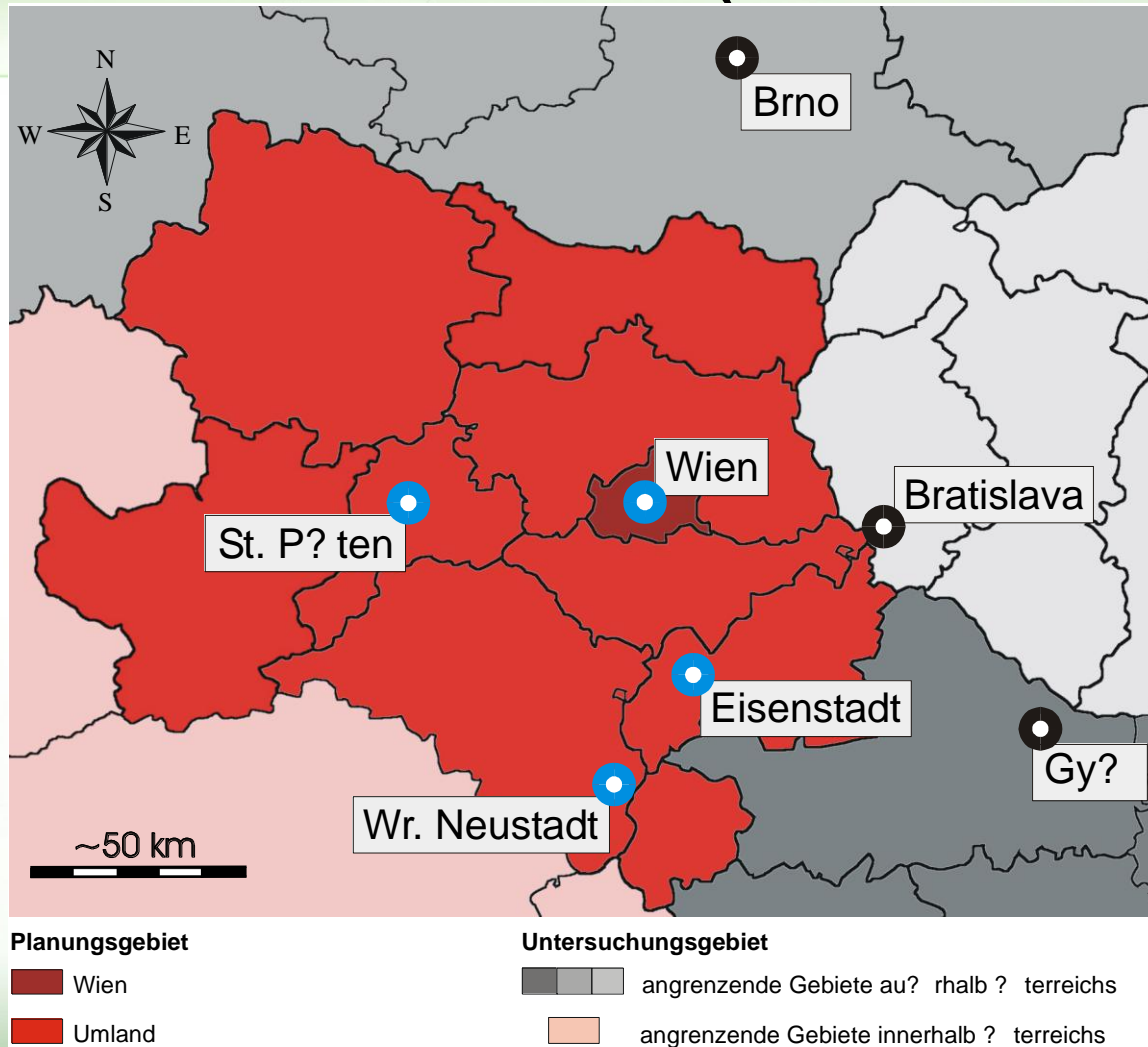 N
W E
S
Brno
Wien
Bratislava
St. P? ten
Eisenstadt
Gy?
Wr. Neustadt
~50 km
Planungsgebiet
Wien
Umland
Untersuchungsgebiet
angrenzende Gebiete au? rhalb ? terreichs
angrenzende Gebiete innerhalb ? terreichs